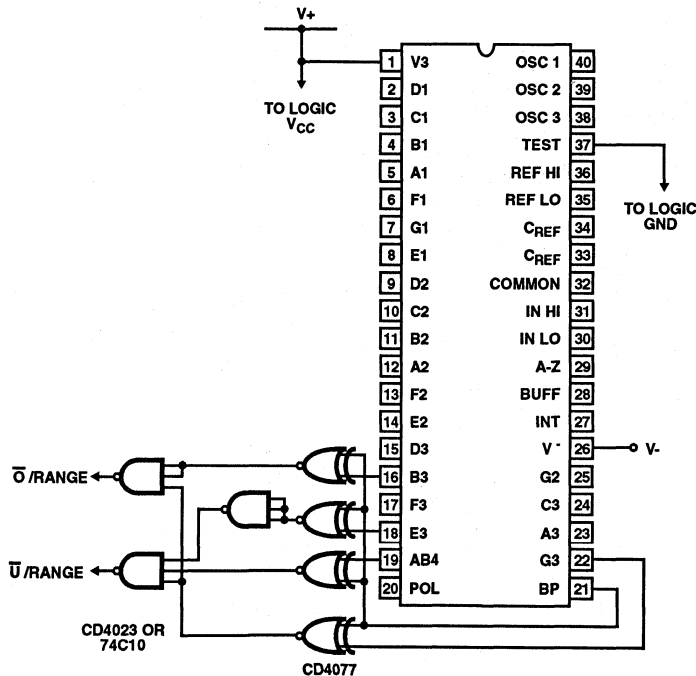 V+
TO LOGIC
VCC
1 V3
2 D1
3 C1
4 B1
5 A1
6 F1
7 G1
8 E1
9 D2
10 C2
11 B2
12 A2
13 F2
14 E2
15 D3
16 B3
17 F3
18 E3
19 AB4
20 POL
OSC 1 40
OSC 2 39
OSC 3 38
TEST 37
REF HI 36
REF LO 35
CREF 34
CREF 33
COMMON 32
IN HI 31
IN LO 30
A-Z 29
BUFF 28
INT 27
V - 26
G2 25
C3 24
A3 23
G3 22
BP 21
TO LOGIC
GND
V-
O̅ /RANGE
U̅ /RANGE
CD4023 OR
74C10
CD4077